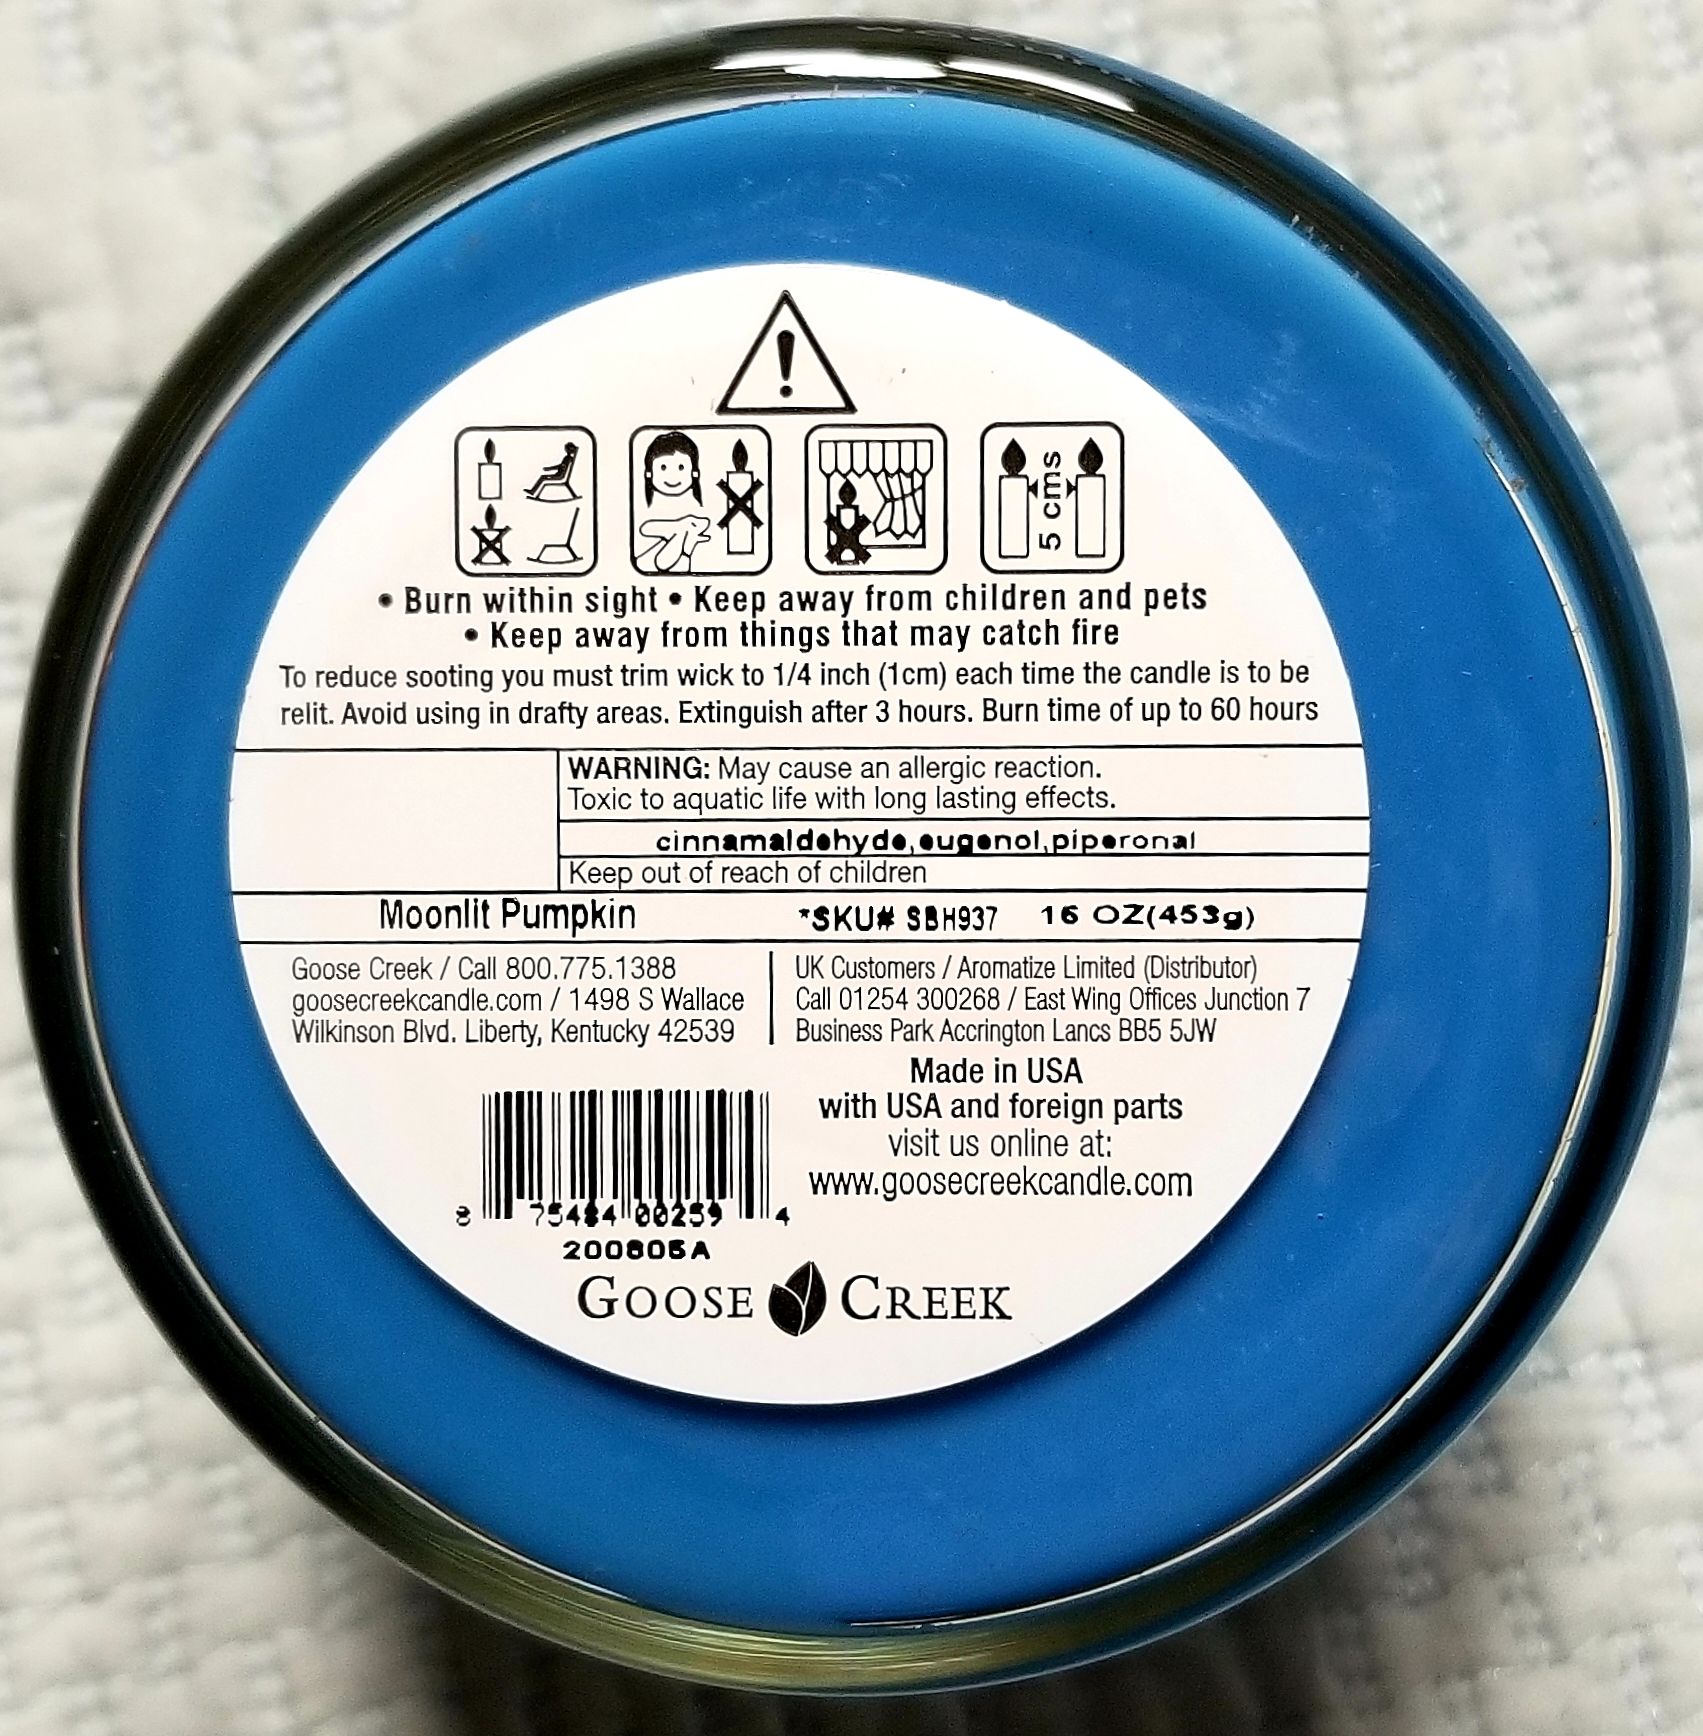 !
5 cms
• Burn within sight • Keep away from children and pets
• Keep away from things that may catch fire
To reduce sooting you must trim wick to 1/4 inch (1cm) each time the candle is to be
relit. Avoid using in drafty areas. Extinguish after 3 hours. Burn time of up to 60 hours
WARNING: May cause an allergic reaction.
Toxic to aquatic life with long lasting effects.
cinnamaldehyde,eugenol,piperonal
Keep out of reach of children
Moonlit Pumpkin *SKU# SBH937 16 OZ(453g)
Goose Creek / Call 800.775.1388
goosecreekcandle.com / 1498 S Wallace
Wilkinson Blvd. Liberty, Kentucky 42539
UK Customers / Aromatize Limited (Distributor)
Call 01254 300268 / East Wing Offices Junction 7
Business Park Accrington Lancs BB5 5JW
Made in USA
with USA and foreign parts
visit us online at:
www.goosecreekcandle.com
8 75484 00259 4
GOOSE CREEK